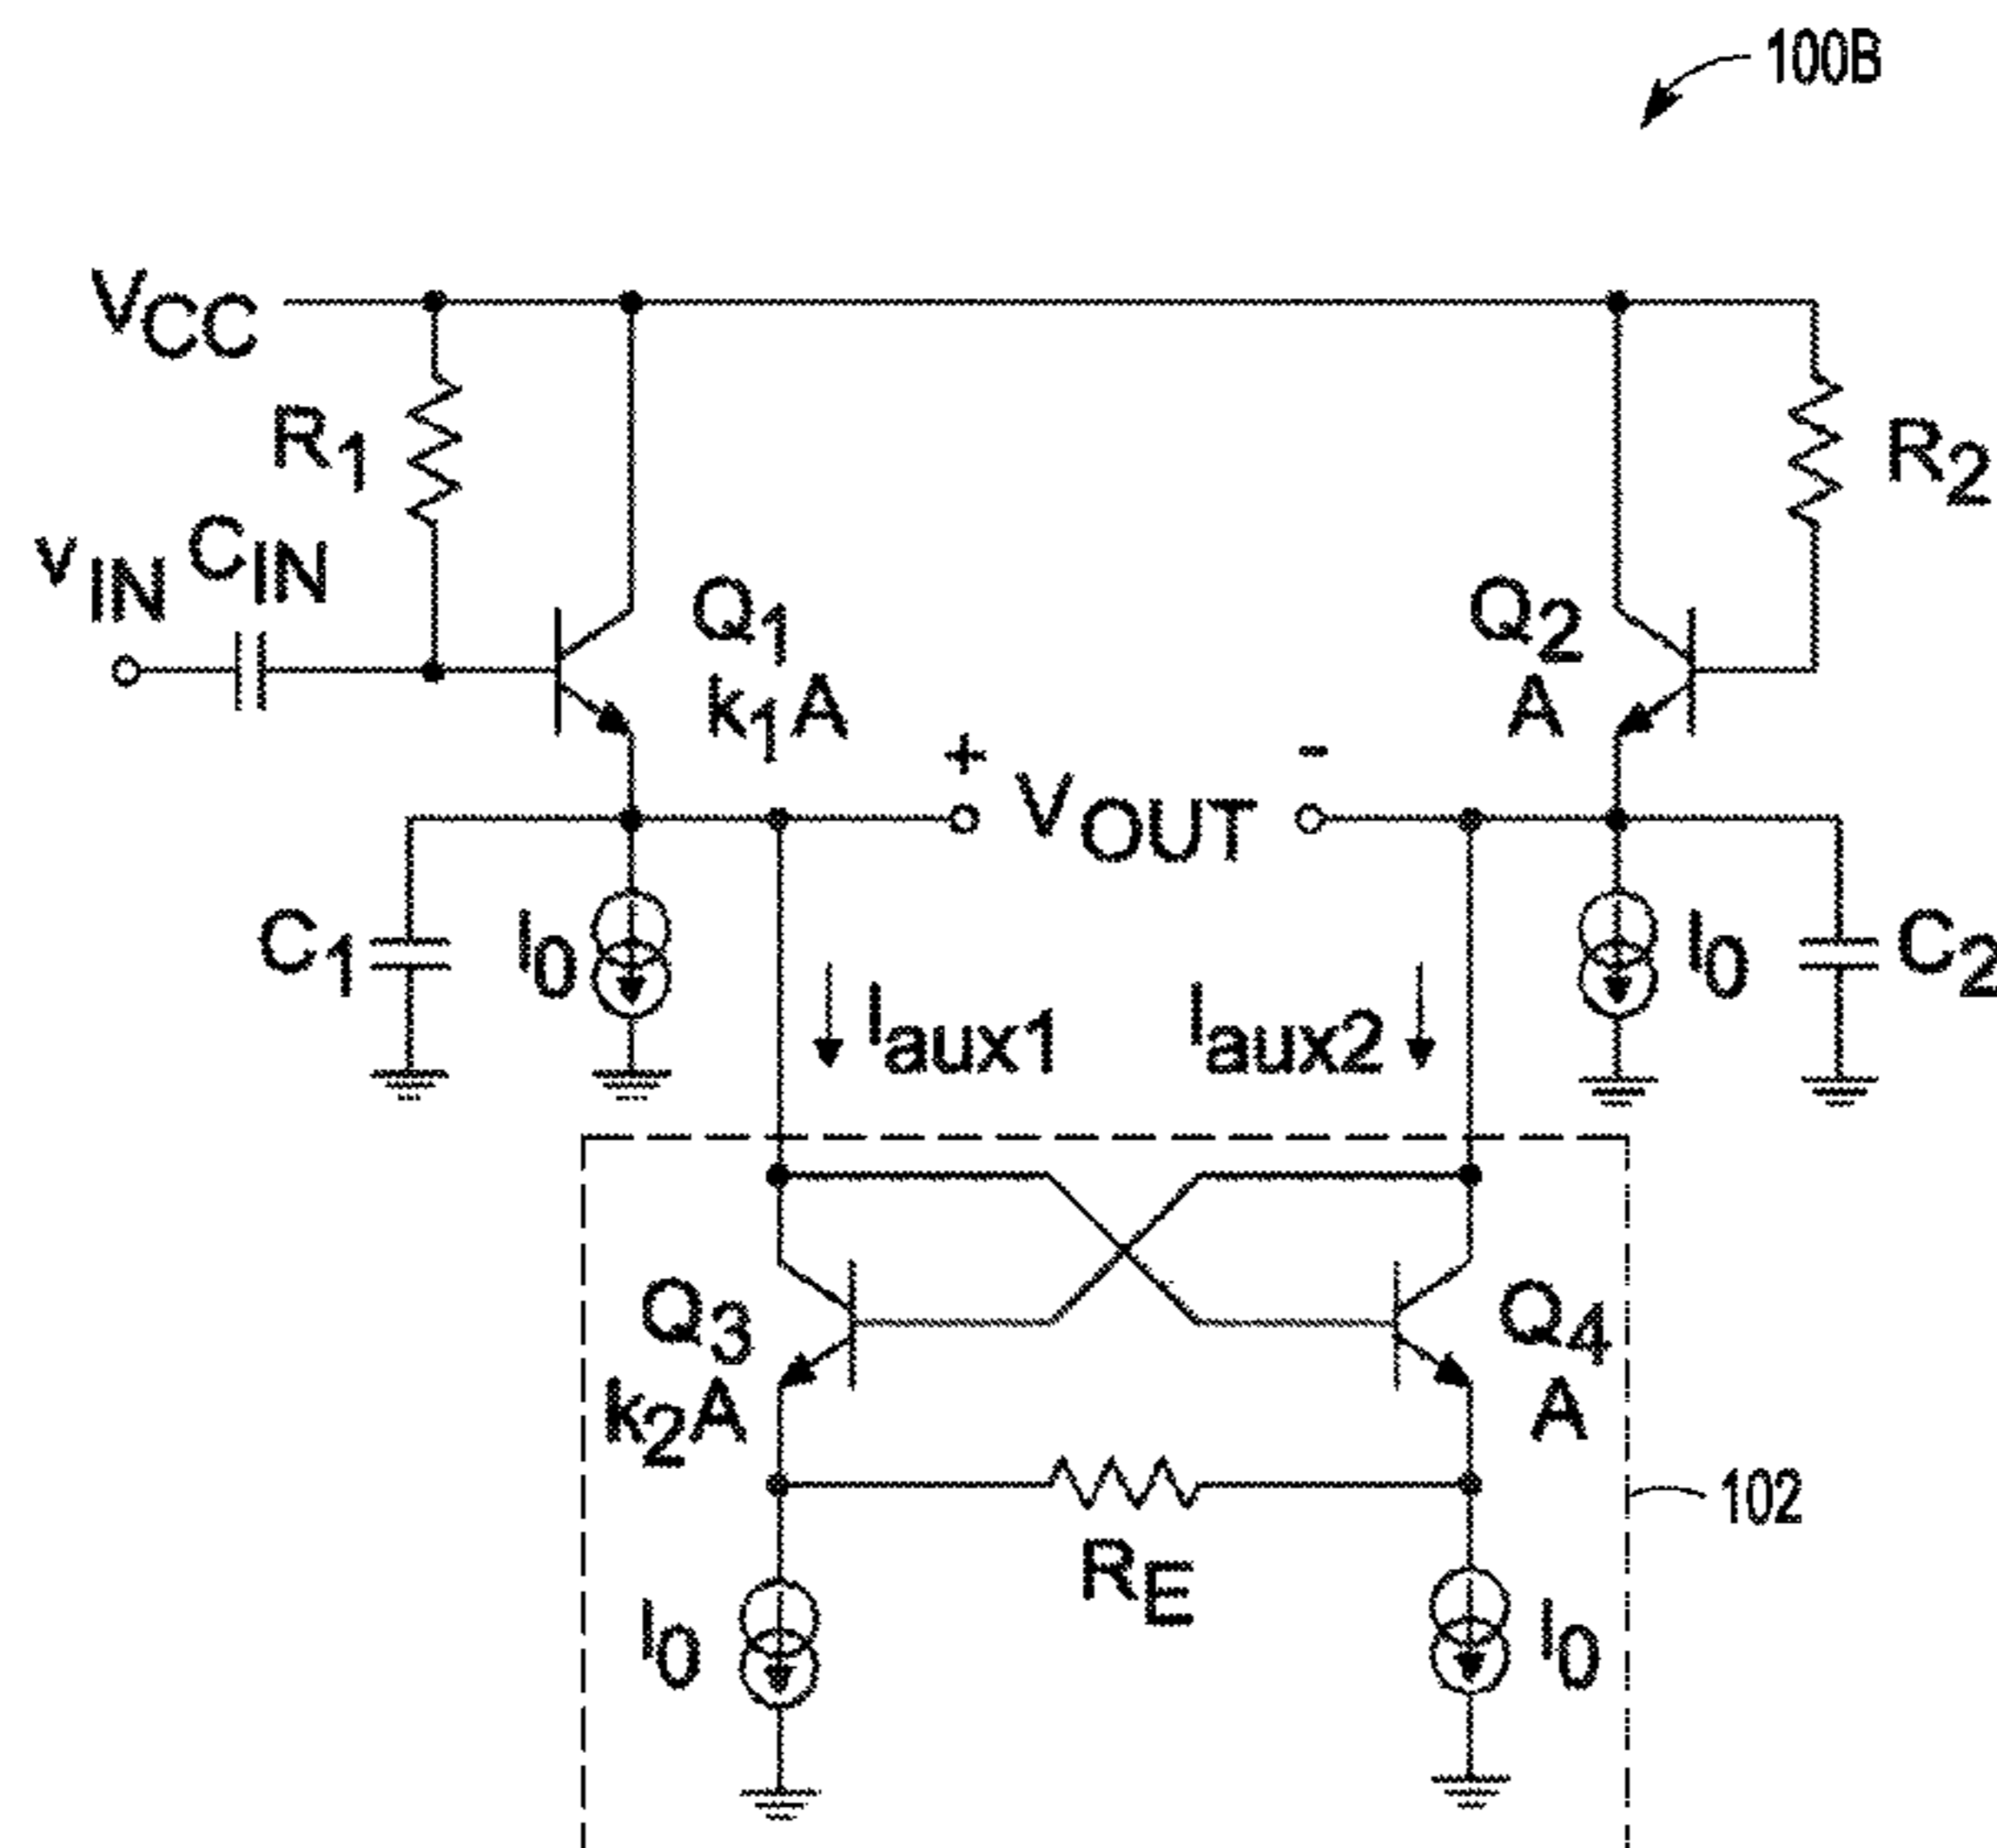 100B
VCC
R1
R2
vIN
CIN
Q1
k1A
Q2
A
+
VOUT
-
C1
I0
Iaux1
Iaux2
I0
C2
Q3
k2A
Q4
A
RE
102
I0
I0